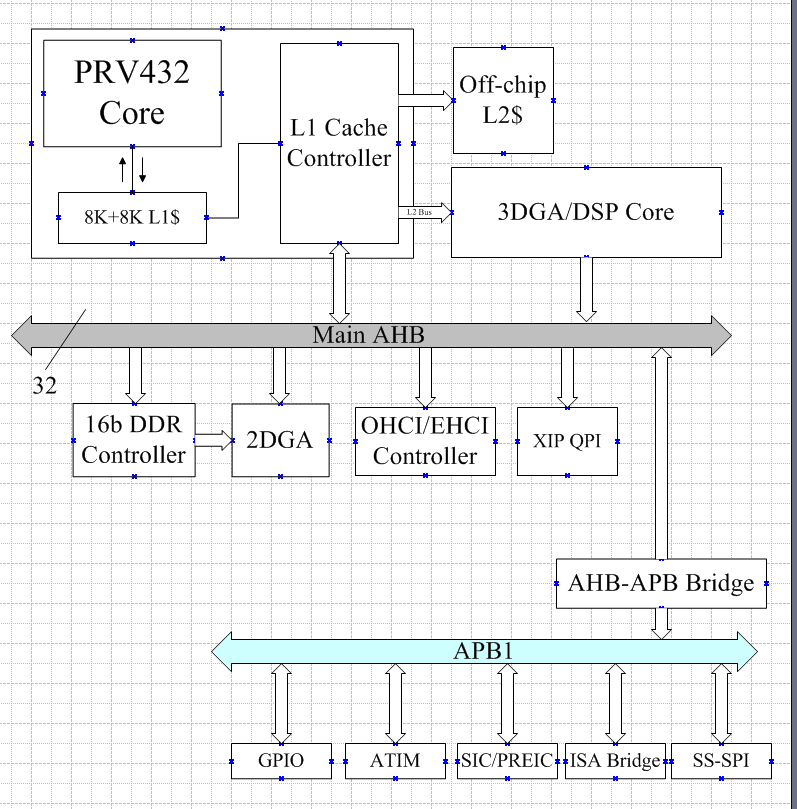 PRV432
Core
L1 Cache
Controller
Off-chip
L2$
8K+8K L1$
L2 Bus
3DGA/DSP Core
Main AHB
32
16b DDR
Controller
2DGA
OHCI/EHCI
Controller
XIP QPI
AHB-APB Bridge
APB1
GPIO
ATIM
SIC/PREIC
ISA Bridge
SS-SPI